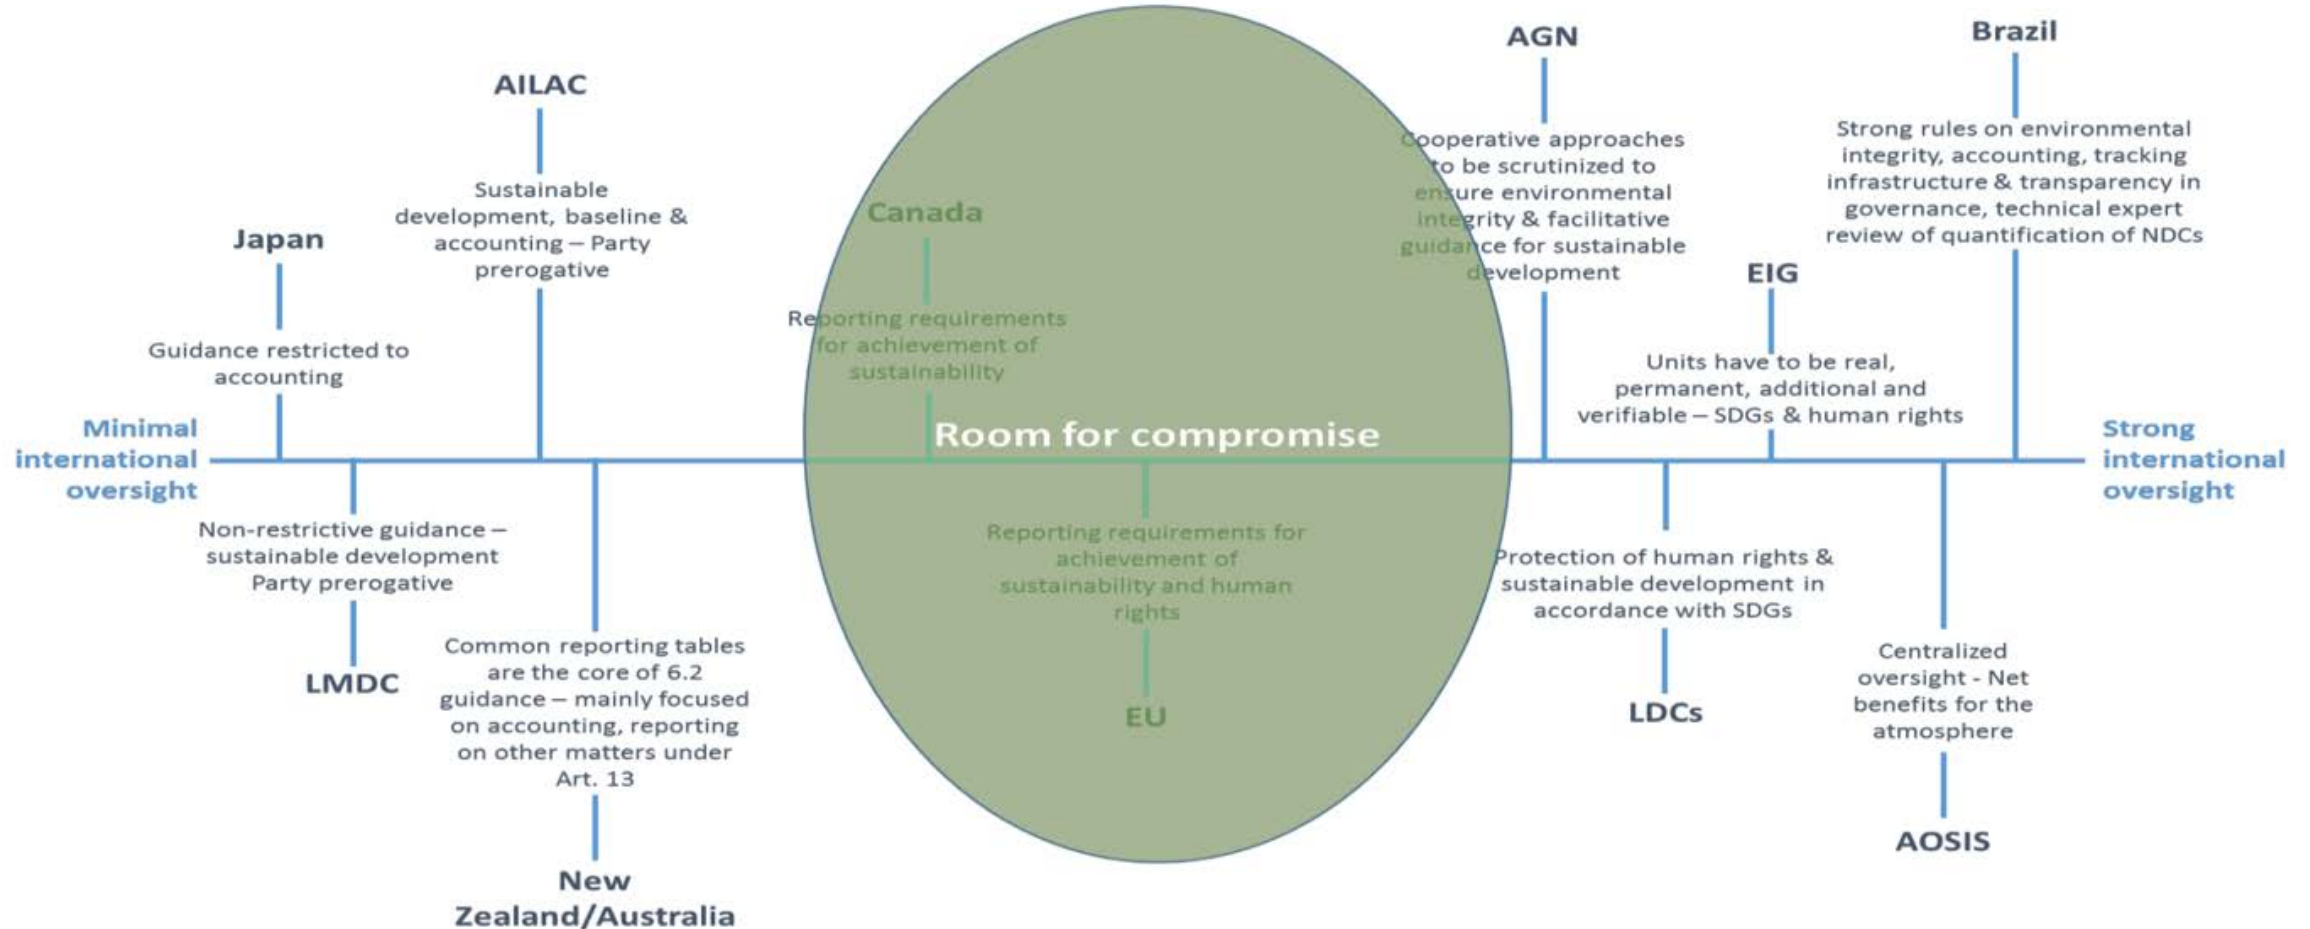 AGN
Brazil
AILAC
Cooperative approaches
to be scrutinized to
ensure environmental
integrity & facilitative
guidance for sustainable
development
Strong rules on environmental
integrity, accounting, tracking
infrastructure & transparency in
governance, technical expert
review of quantification of NDCs
Sustainable
development, baseline &
accounting – Party
prerogative
Canada
Japan
EIG
Reporting requirements
for achievement of
sustainability
Guidance restricted to
accounting
Units have to be real,
permanent, additional and
verifiable – SDGs & human rights
Minimal
international
oversight
Room for compromise
Strong
international
oversight
Non-restrictive guidance –
sustainable development
Party prerogative
LMDC
Reporting requirements for
achievement of
sustainability and human
rights
EU
Protection of human rights &
sustainable development in
accordance with SDGs
LDCs
Common reporting tables
are the core of 6.2
guidance – mainly focused
on accounting, reporting
on other matters under
Art. 13
New
Zealand/Australia
Centralized
oversight - Net
benefits for the
atmosphere
AOSIS